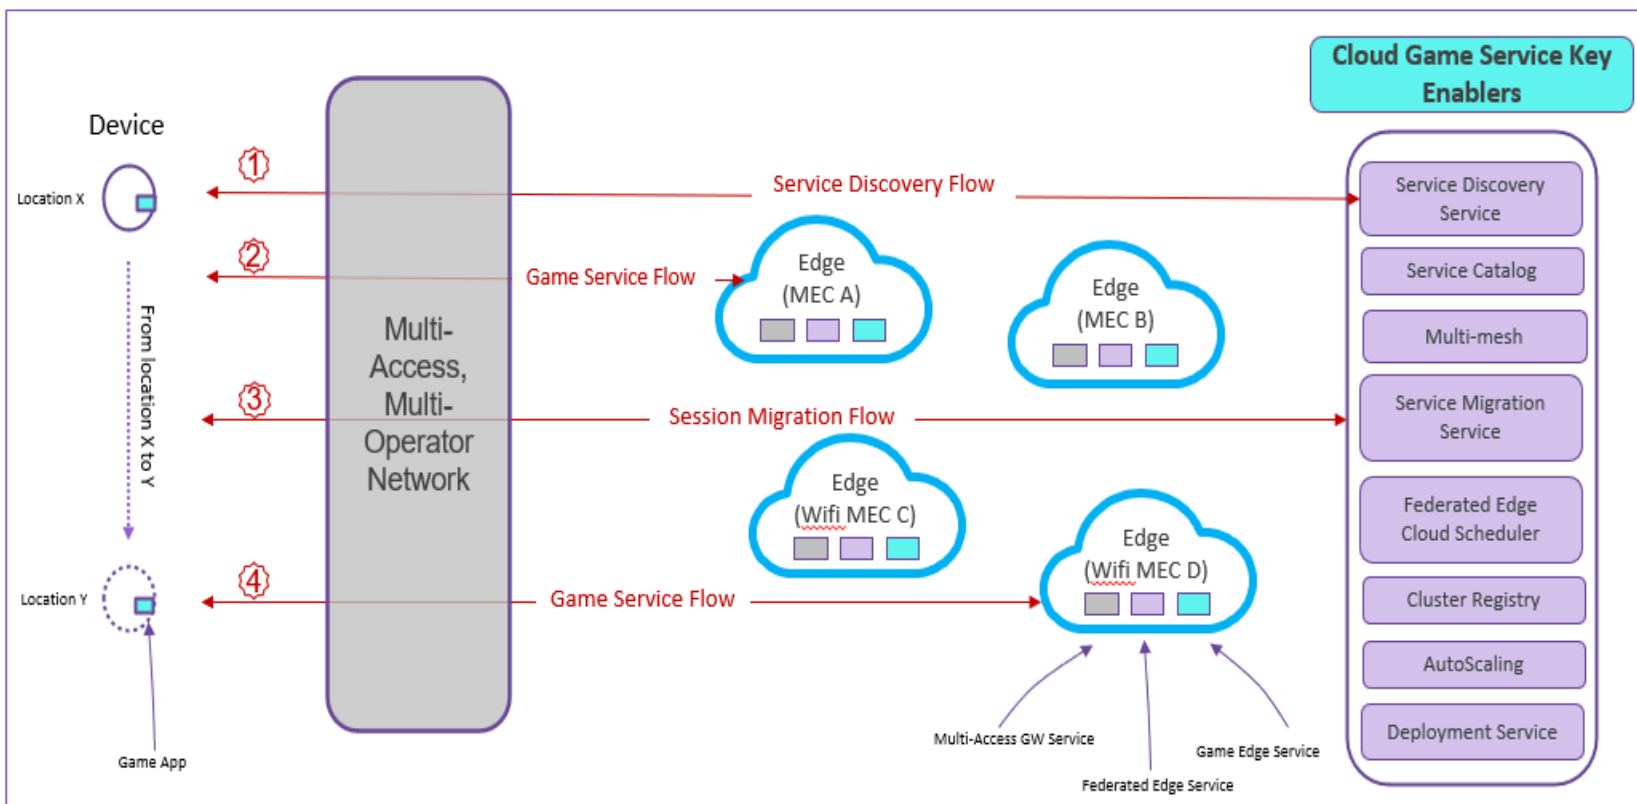 Cloud Game Service Key
Enablers
Device
Location X
1
Service Discovery Flow
Service Discovery
Service
2
Game Service Flow
Edge
(MEC A)
Edge
(MEC B)
Service Catalog
Multi-mesh
From location X to Y
Multi-
Access,
Multi-
Operator
Network
3
Session Migration Flow
Service Migration
Service
Edge
(Wifi MEC C)
Federated Edge
Cloud Scheduler
Edge
(Wifi MEC D)
4
Location Y
Game Service Flow
Cluster Registry
AutoScaling
Deployment Service
Game App
Multi-Access GW Service
Federated Edge Service
Game Edge Service